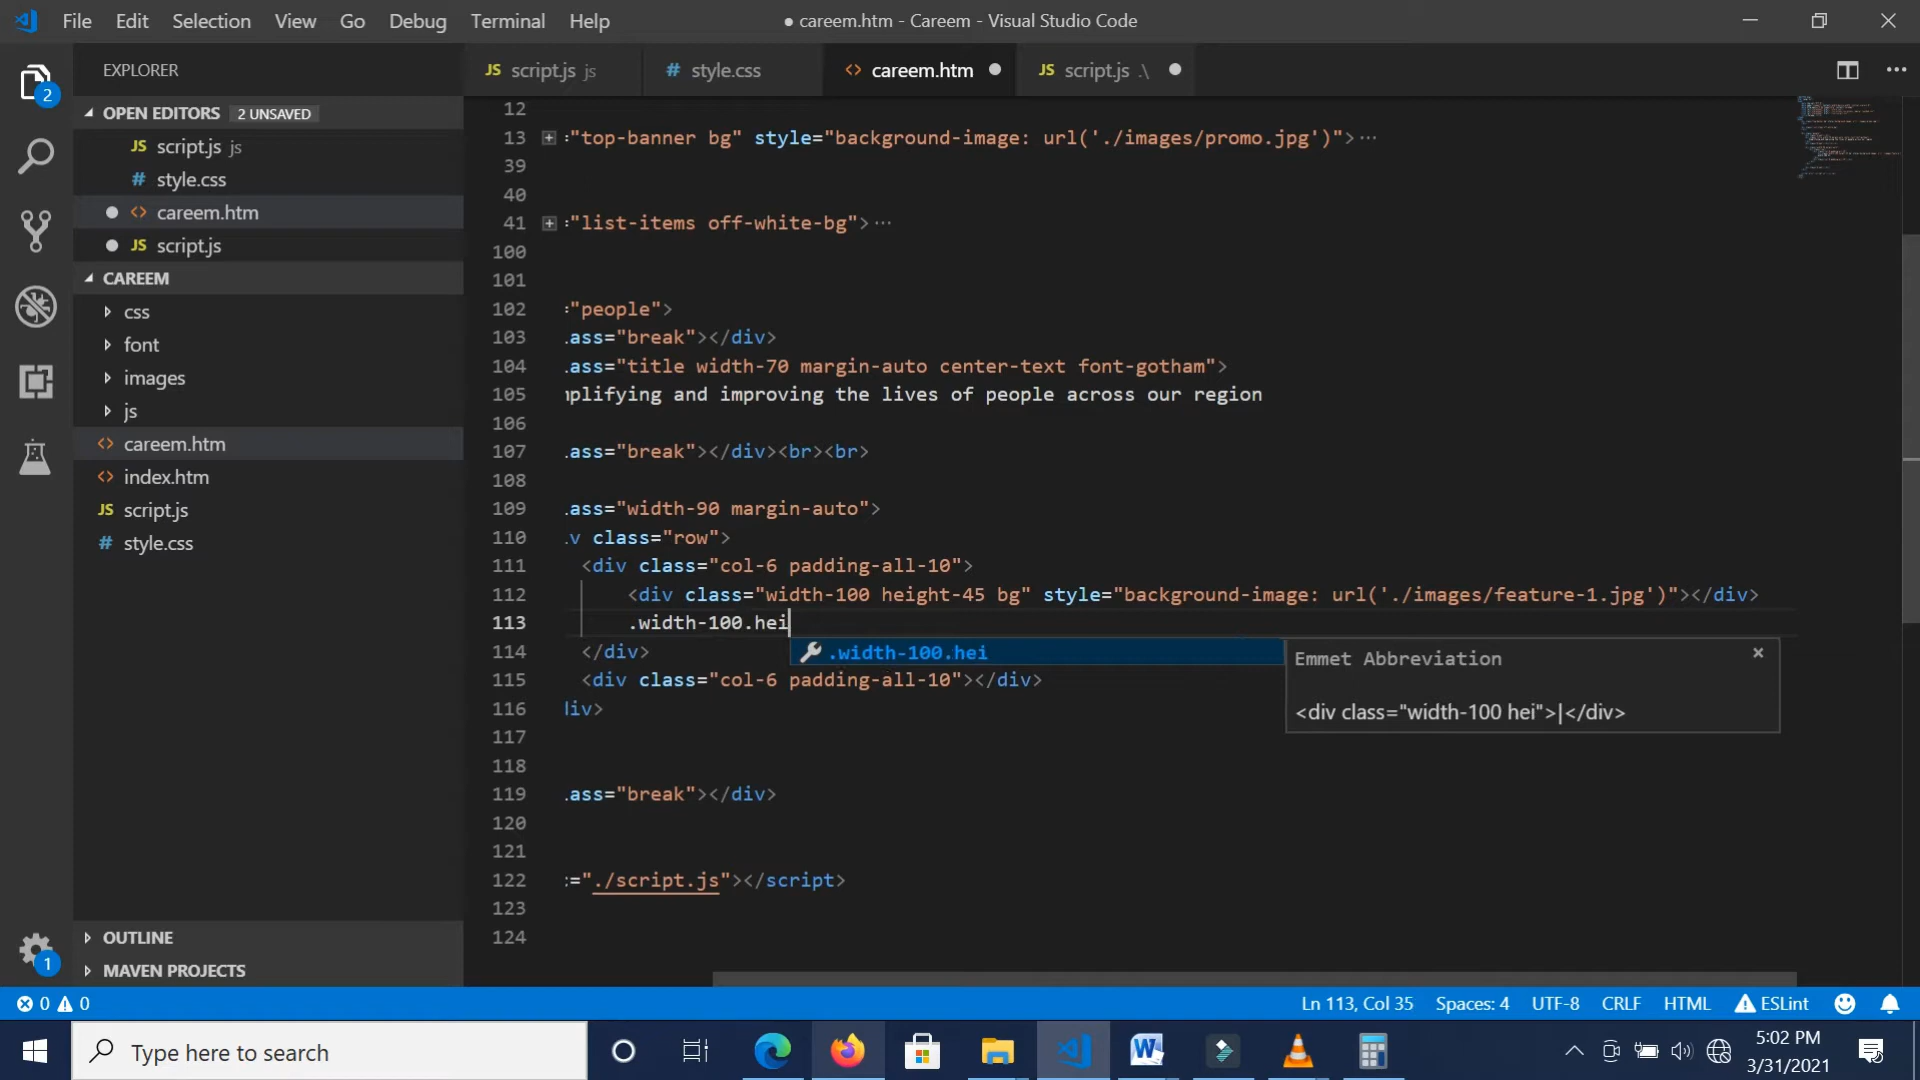 File Edit Selection View Go Debug Terminal Help ● careem.htm - Careem - Visual Studio Code
EXPLORER
JS script.js js # style.css <> careem.htm ● JS script.js .\ ●
2
OPEN EDITORS 2 UNSAVED
JS script.js js
# style.css
● <> careem.htm
● JS script.js
CAREEM
css
font
images
js
<> careem.htm
<> index.htm
JS script.js
# style.css
OUTLINE
MAVEN PROJECTS
1
12
13 ="top-banner bg" style="background-image: url('./images/promo.jpg')">...
39
40
41 ="list-items off-white-bg">...
100
101
102 ="people">
103 ass="break"></div>
104 ass="title width-70 margin-auto center-text font-gotham">
105 mplifying and improving the lives of people across our region
106
107 ass="break"></div><br><br>
108
109 ass="width-90 margin-auto">
110 v class="row">
111 <div class="col-6 padding-all-10">
112 <div class="width-100 height-45 bg" style="background-image: url('./images/feature-1.jpg')"></div>
113 .width-100.hei
114 </div>
115 <div class="col-6 padding-all-10"></div>
116 div>
117
118
119 ass="break"></div>
120
121
122 ="./script.js"></script>
123
124
.width-100.hei
Emmet Abbreviation ×
<div class="width-100 hei">|</div>
0 0 Ln 113, Col 35 Spaces: 4 UTF-8 CRLF HTML ESLint
Type here to search
5:02 PM
3/31/2021